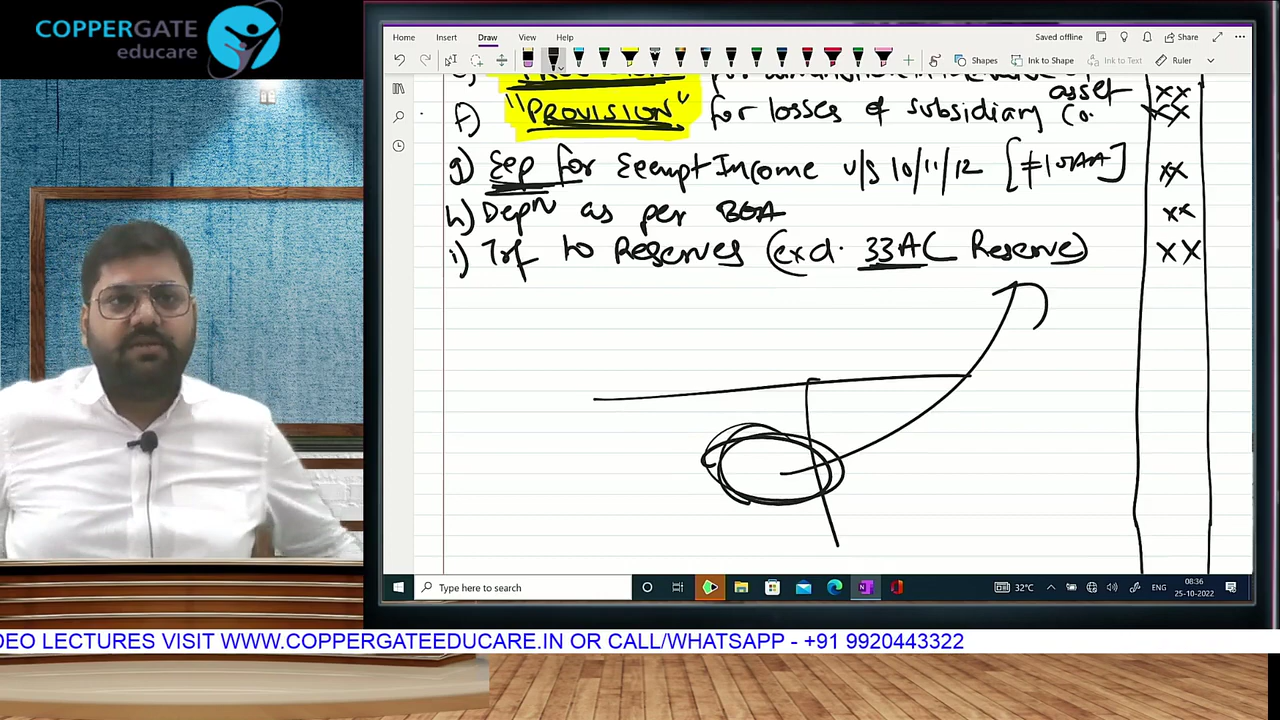 COPPERGATE
educare
Home Insert Draw View Help
Saved offline
Share
Shapes
Ink to Shape
Ink to Text
Ruler
asset xx
f) "PROVISION" for losses of subsidiary Co. xx
g) Exp for Exempt Income u/s 10/11/12 [≠10AA] xx
h) Depn as per xx
i) Trf to Reserves (excl. 33AC Reserve) xx
Type here to search
32°C
ENG
08:36
25-10-2022
DEO LECTURES VISIT WWW.COPPERGATEEDUCARE.IN OR CALL/WHATSAPP - +91 9920443322